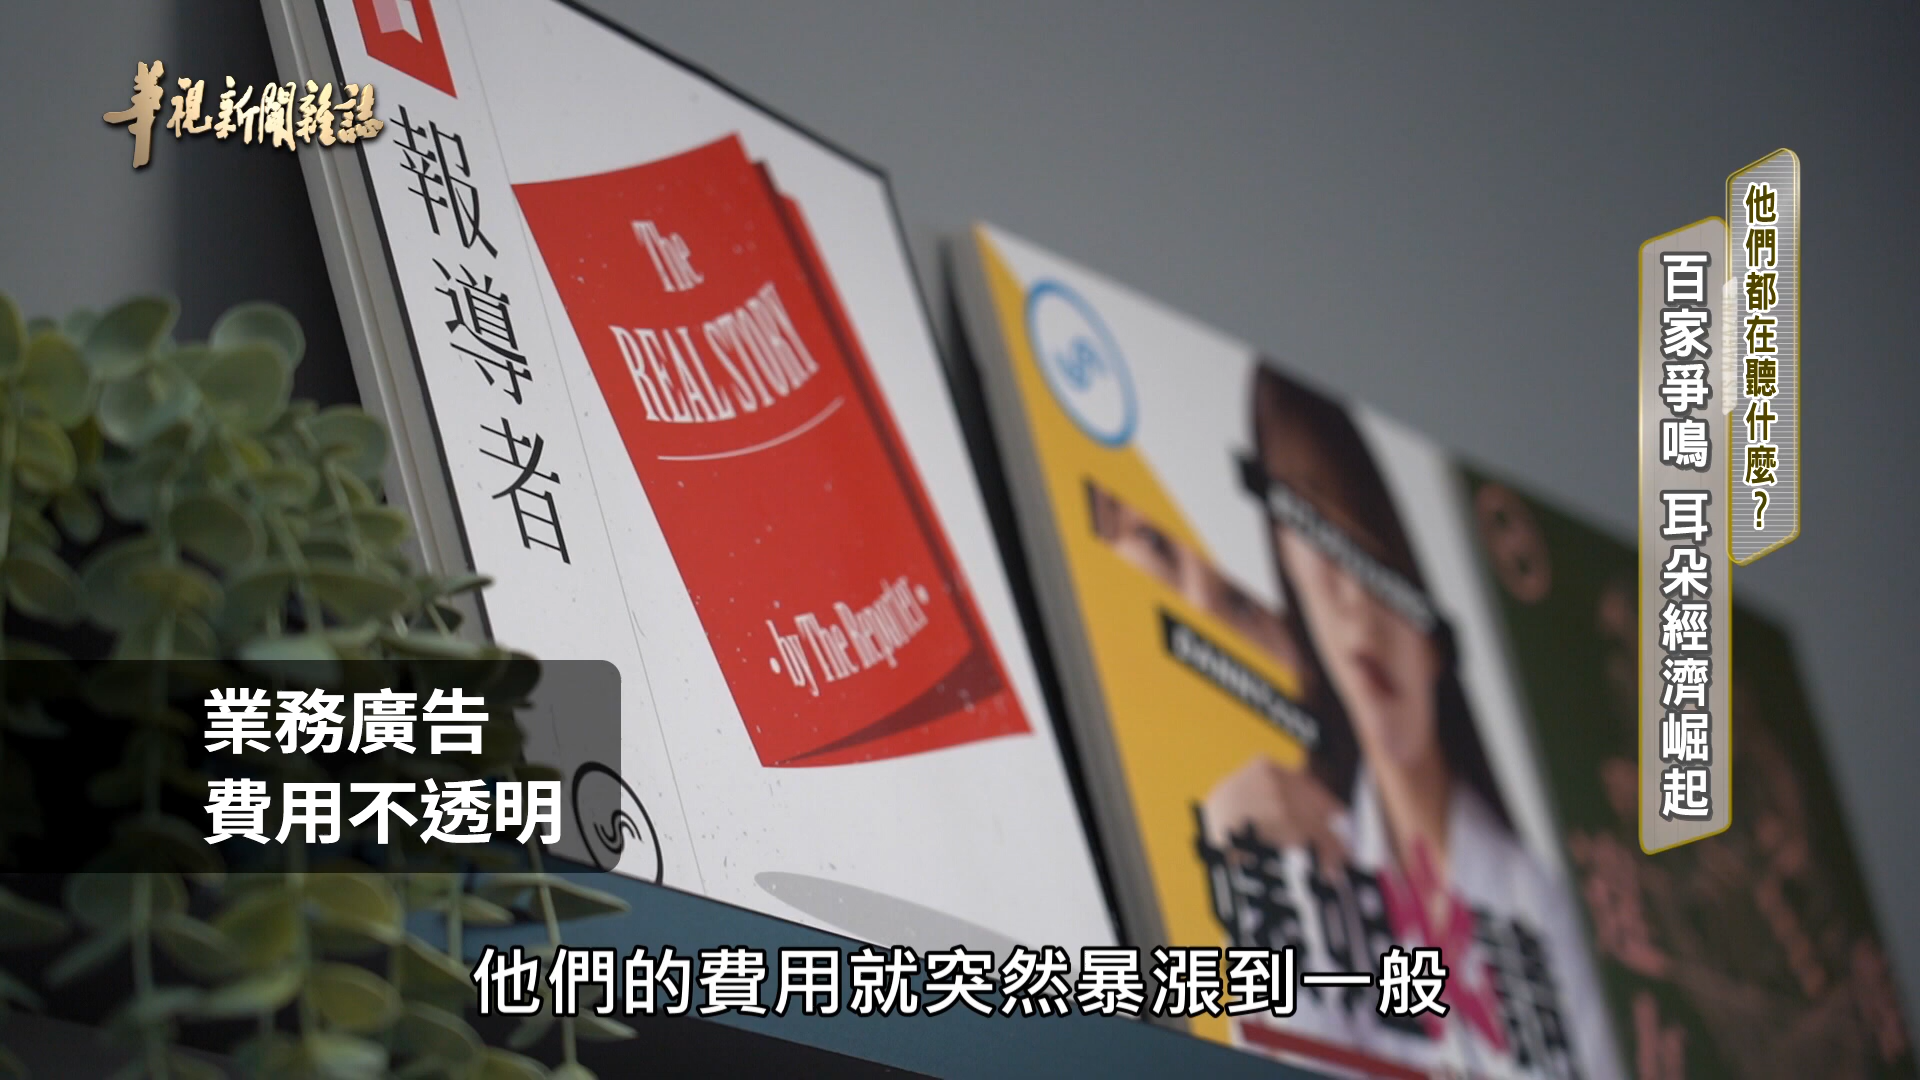 華視新聞雜誌
他們都在聽什麼?
百家爭鳴 耳朵經濟崛起
報導者
The
REAL STORY
•by The Reporter•
業務廣告
費用不透明
他們的費用就突然暴漲到一般